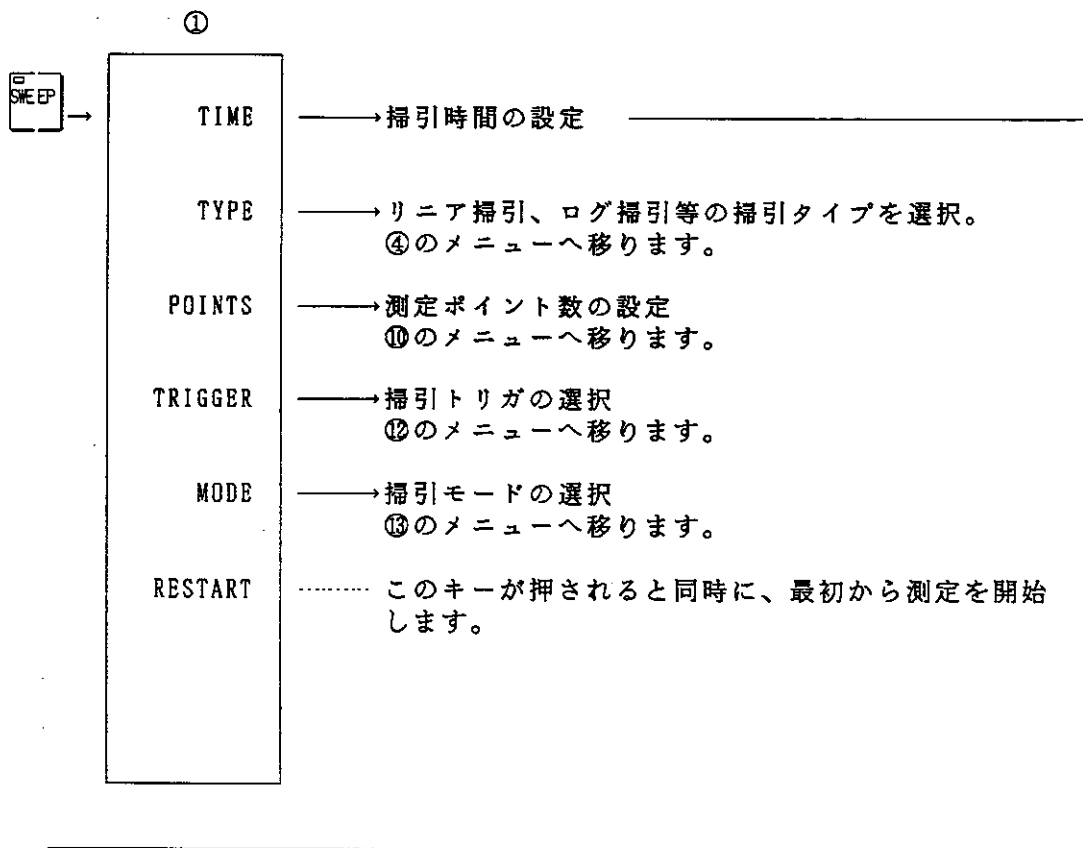 ①
SWEEP
→
TIME ———→掃引時間の設定
TYPE ———→リニア掃引、ログ掃引等の掃引タイプを選択。
④のメニューへ移ります。
POINTS ———→測定ポイント数の設定
⑩のメニューへ移ります。
TRIGGER ———→掃引トリガの選択
⑫のメニューへ移ります。
MODE ———→掃引モードの選択
⑬のメニューへ移ります。
RESTART ……… このキーが押されると同時に、最初から測定を開始
します。